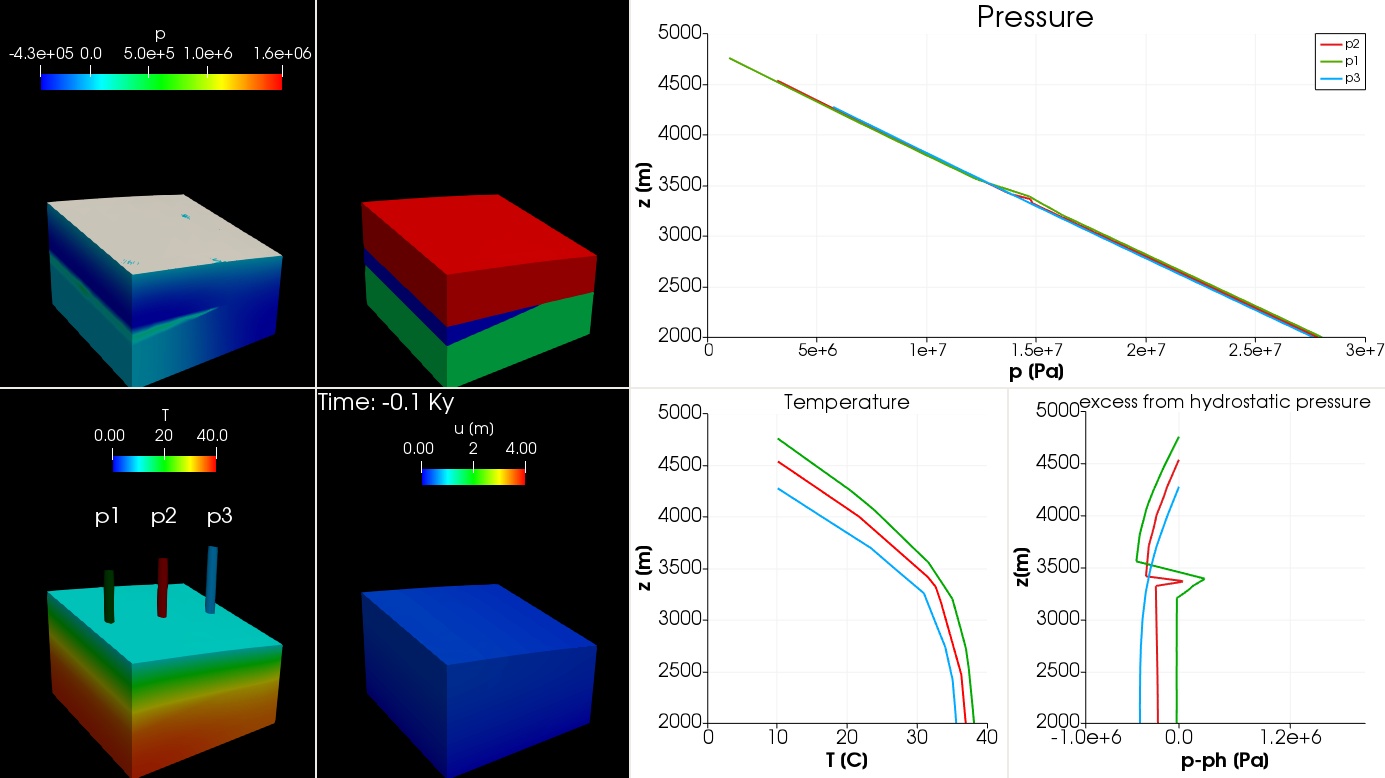 p
-4.3e+05 0.0 5.0e+5 1.0e+6 1.6e+06
Pressure
5000
4500
4000
3500
3000
2500
2000
z (m)
0 5e+6 1e+7 1.5e+7 2e+7 2.5e+7 3e+7
p (Pa)
p2
p1
p3
T
0.00 20 40.0
p1 p2 p3
Time: -0.1 Ky
u (m)
0.00 2 4.00
Temperature
5000
4500
4000
3500
3000
2500
2000
z (m)
0 10 20 30 40
T (C)
excess from hydrostatic pressure
5000
4500
4000
3500
3000
2500
2000
z(m)
-1.0e+6 0.0 1.2e+6
p-ph (Pa)